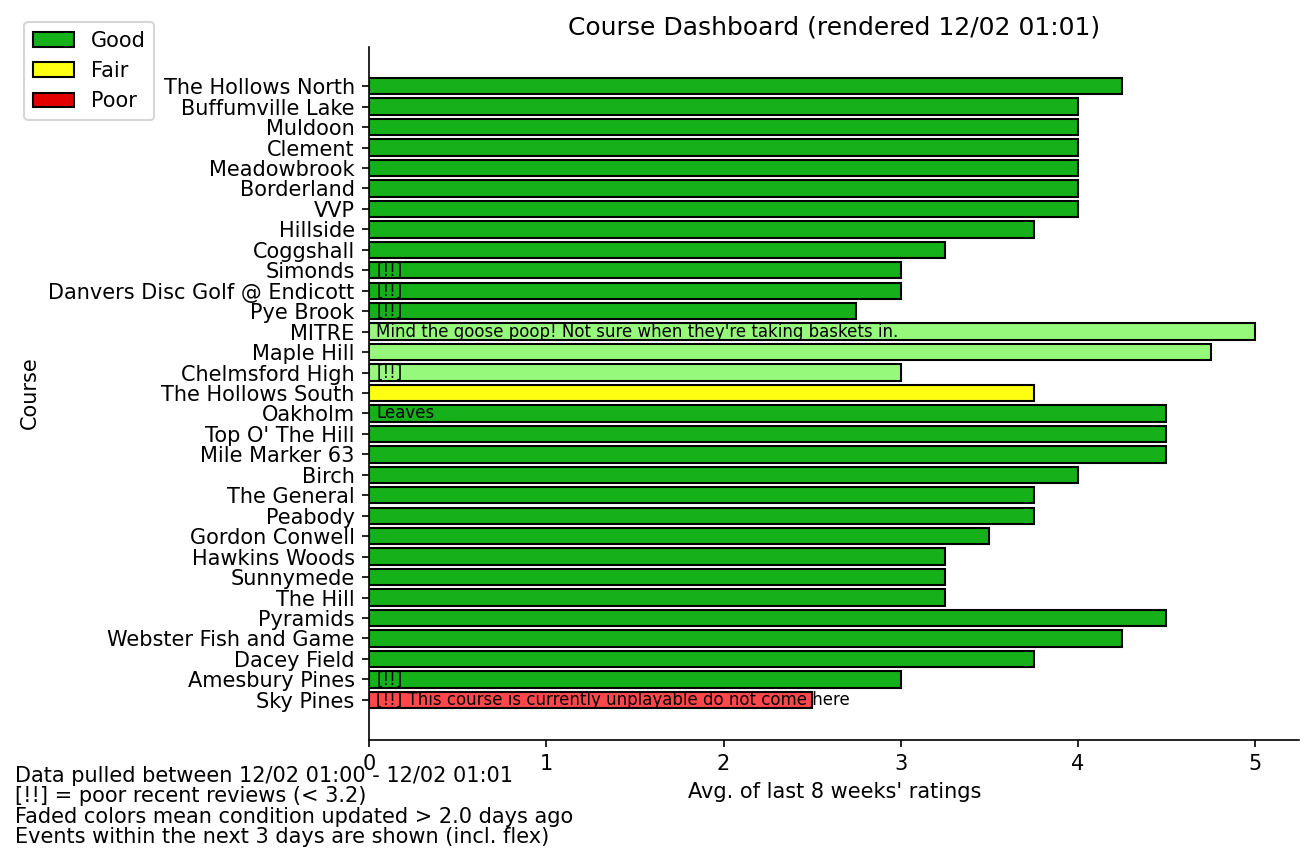 Course Dashboard (rendered 12/02 01:01)
Good
Fair
Poor
The Hollows North
Buffumville Lake
Muldoon
Clement
Meadowbrook
Borderland
VVP
Hillside
Coggshall
Simonds [!!]
Danvers Disc Golf @ Endicott [!!]
Pye Brook [!!]
MITRE Mind the goose poop! Not sure when they're taking baskets in.
Maple Hill
Chelmsford High [!!]
The Hollows South
Oakholm Leaves
Top O' The Hill
Mile Marker 63
Birch
The General
Peabody
Gordon Conwell
Hawkins Woods
Sunnymede
The Hill
Pyramids
Webster Fish and Game
Dacey Field
Amesbury Pines [!!]
Sky Pines [!!] This course is currently unplayable do not come here
Course
0 1 2 3 4 5
Avg. of last 8 weeks' ratings
Data pulled between 12/02 01:00 - 12/02 01:01
[!!] = poor recent reviews (< 3.2)
Faded colors mean condition updated > 2.0 days ago
Events within the next 3 days are shown (incl. flex)